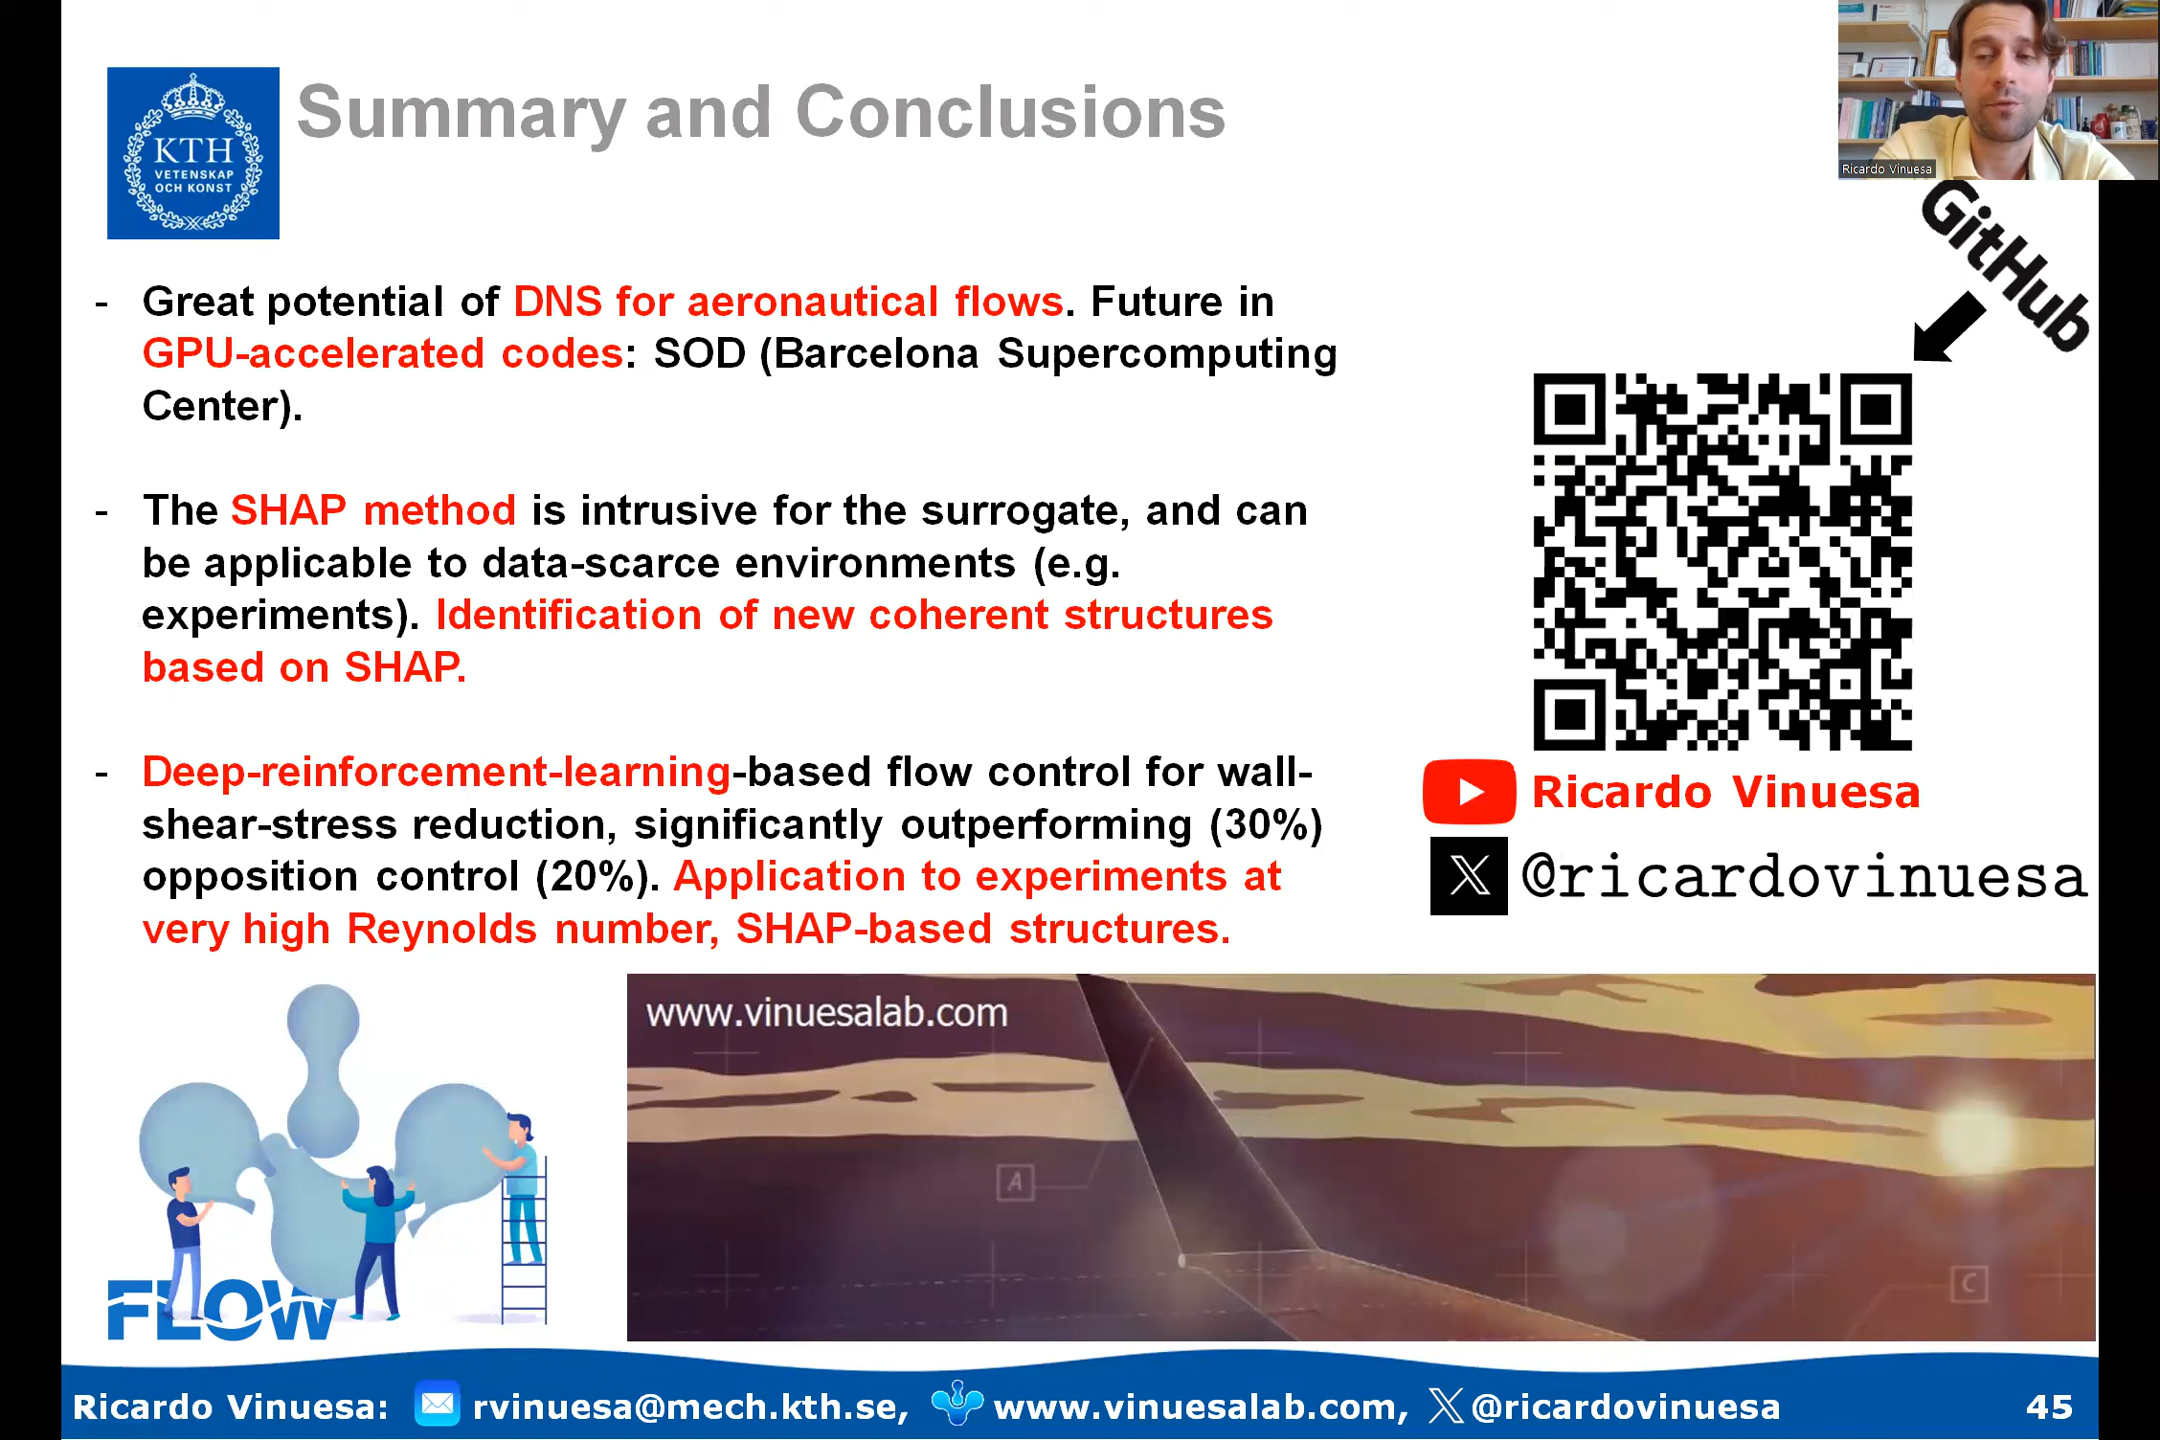 Summary and Conclusions
KTH
VETENSKAP
OCH KONST
Ricardo Vinuesa
GitHub
- Great potential of DNS for aeronautical flows. Future in
GPU-accelerated codes: SOD (Barcelona Supercomputing
Center).
- The SHAP method is intrusive for the surrogate, and can
be applicable to data-scarce environments (e.g.
experiments). Identification of new coherent structures
based on SHAP.
- Deep-reinforcement-learning-based flow control for wall-
shear-stress reduction, significantly outperforming (30%)
opposition control (20%). Application to experiments at
very high Reynolds number, SHAP-based structures.
Ricardo Vinuesa
@ricardovinuesa
FLOW
www.vinuesalab.com
A
C
Ricardo Vinuesa: rvinuesa@mech.kth.se, www.vinuesalab.com, @ricardovinuesa 45